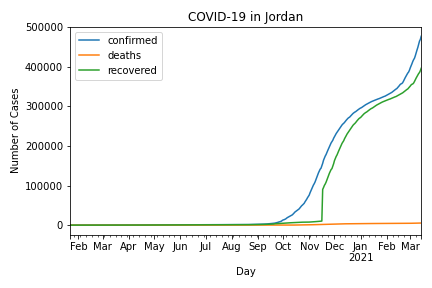 COVID-19 in Jordan
500000
400000
300000
200000
100000
0
Number of Cases
confirmed
deaths
recovered
Feb Mar Apr May Jun Jul Aug Sep Oct Nov Dec Jan Feb Mar
2021
Day